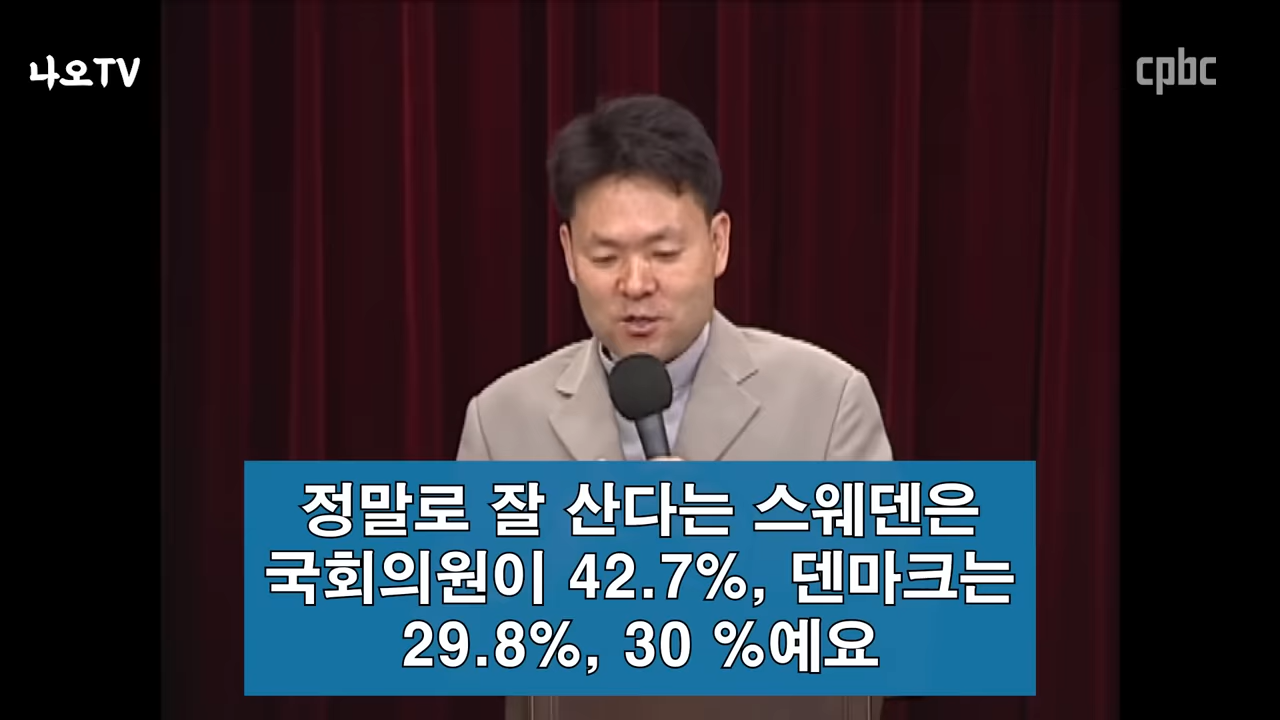 나오TV
cpbc
정말로 잘 산다는 스웨덴은
국회의원이 42.7%, 덴마크는
29.8%, 30 %예요